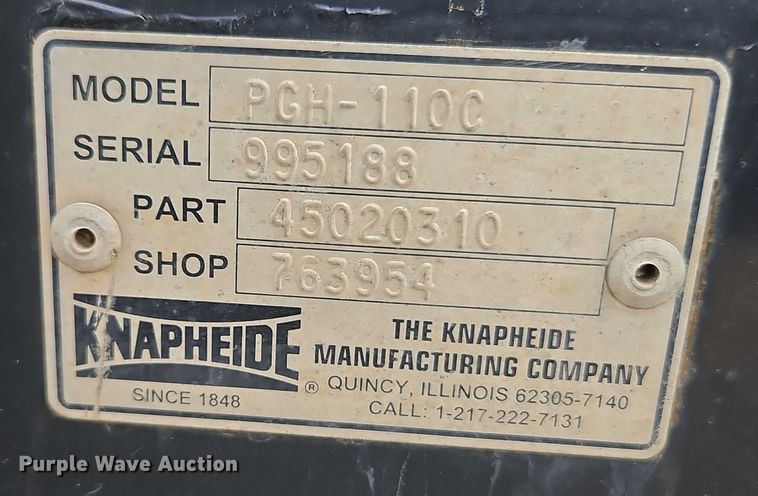 MODEL PGH-110C
SERIAL 995188
PART 45020310
SHOP 763954
KNAPHEIDE
SINCE 1848
®
THE KNAPHEIDE
MANUFACTURING COMPANY
QUINCY, ILLINOIS 62305-7140
CALL: 1-217-222-7131
Purple Wave Auction